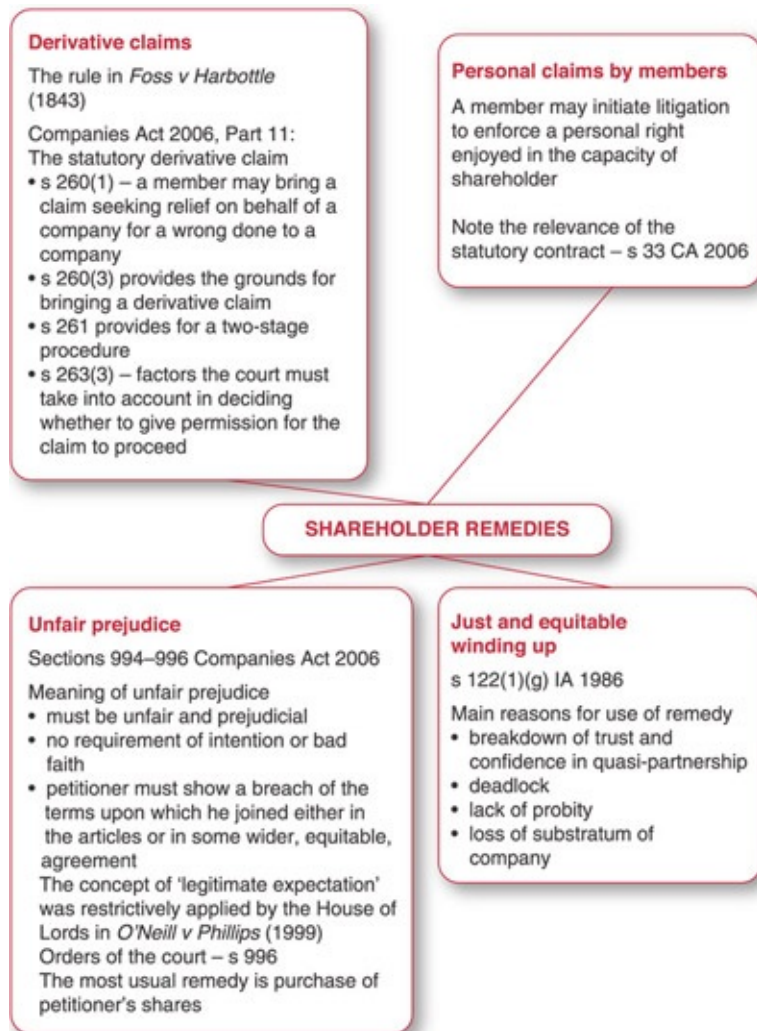 Derivative claims
The rule in Foss v Harbottle
(1843)
Companies Act 2006, Part 11:
The statutory derivative claim
• s 260(1) – a member may bring a
claim seeking relief on behalf of a
company for a wrong done to a
company
• s 260(3) provides the grounds for
bringing a derivative claim
• s 261 provides for a two-stage
procedure
• s 263(3) – factors the court must
take into account in deciding
whether to give permission for the
claim to proceed
Personal claims by members
A member may initiate litigation
to enforce a personal right
enjoyed in the capacity of
shareholder
Note the relevance of the
statutory contract – s 33 CA 2006
SHAREHOLDER REMEDIES
Unfair prejudice
Sections 994–996 Companies Act 2006
Meaning of unfair prejudice
• must be unfair and prejudicial
• no requirement of intention or bad
faith
• petitioner must show a breach of the
terms upon which he joined either in
the articles or in some wider, equitable,
agreement
The concept of ‘legitimate expectation’
was restrictively applied by the House of
Lords in O’Neill v Phillips (1999)
Orders of the court – s 996
The most usual remedy is purchase of
petitioner’s shares
Just and equitable
winding up
s 122(1)(g) IA 1986
Main reasons for use of remedy
• breakdown of trust and
confidence in quasi-partnership
• deadlock
• lack of probity
• loss of substratum of
company